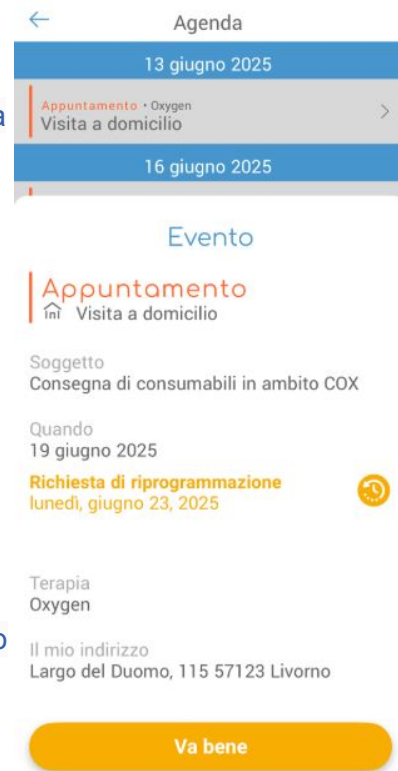 Agenda
13 giugno 2025
Appuntamento • Oxygen
Visita a domicilio
16 giugno 2025
Evento
Appuntamento
Visita a domicilio
Soggetto
Consegna di consumabili in ambito COX
Quando
19 giugno 2025
Richiesta di riprogrammazione
lunedì, giugno 23, 2025
Terapia
Oxygen
Il mio indirizzo
Largo del Duomo, 115 57123 Livorno
Va bene